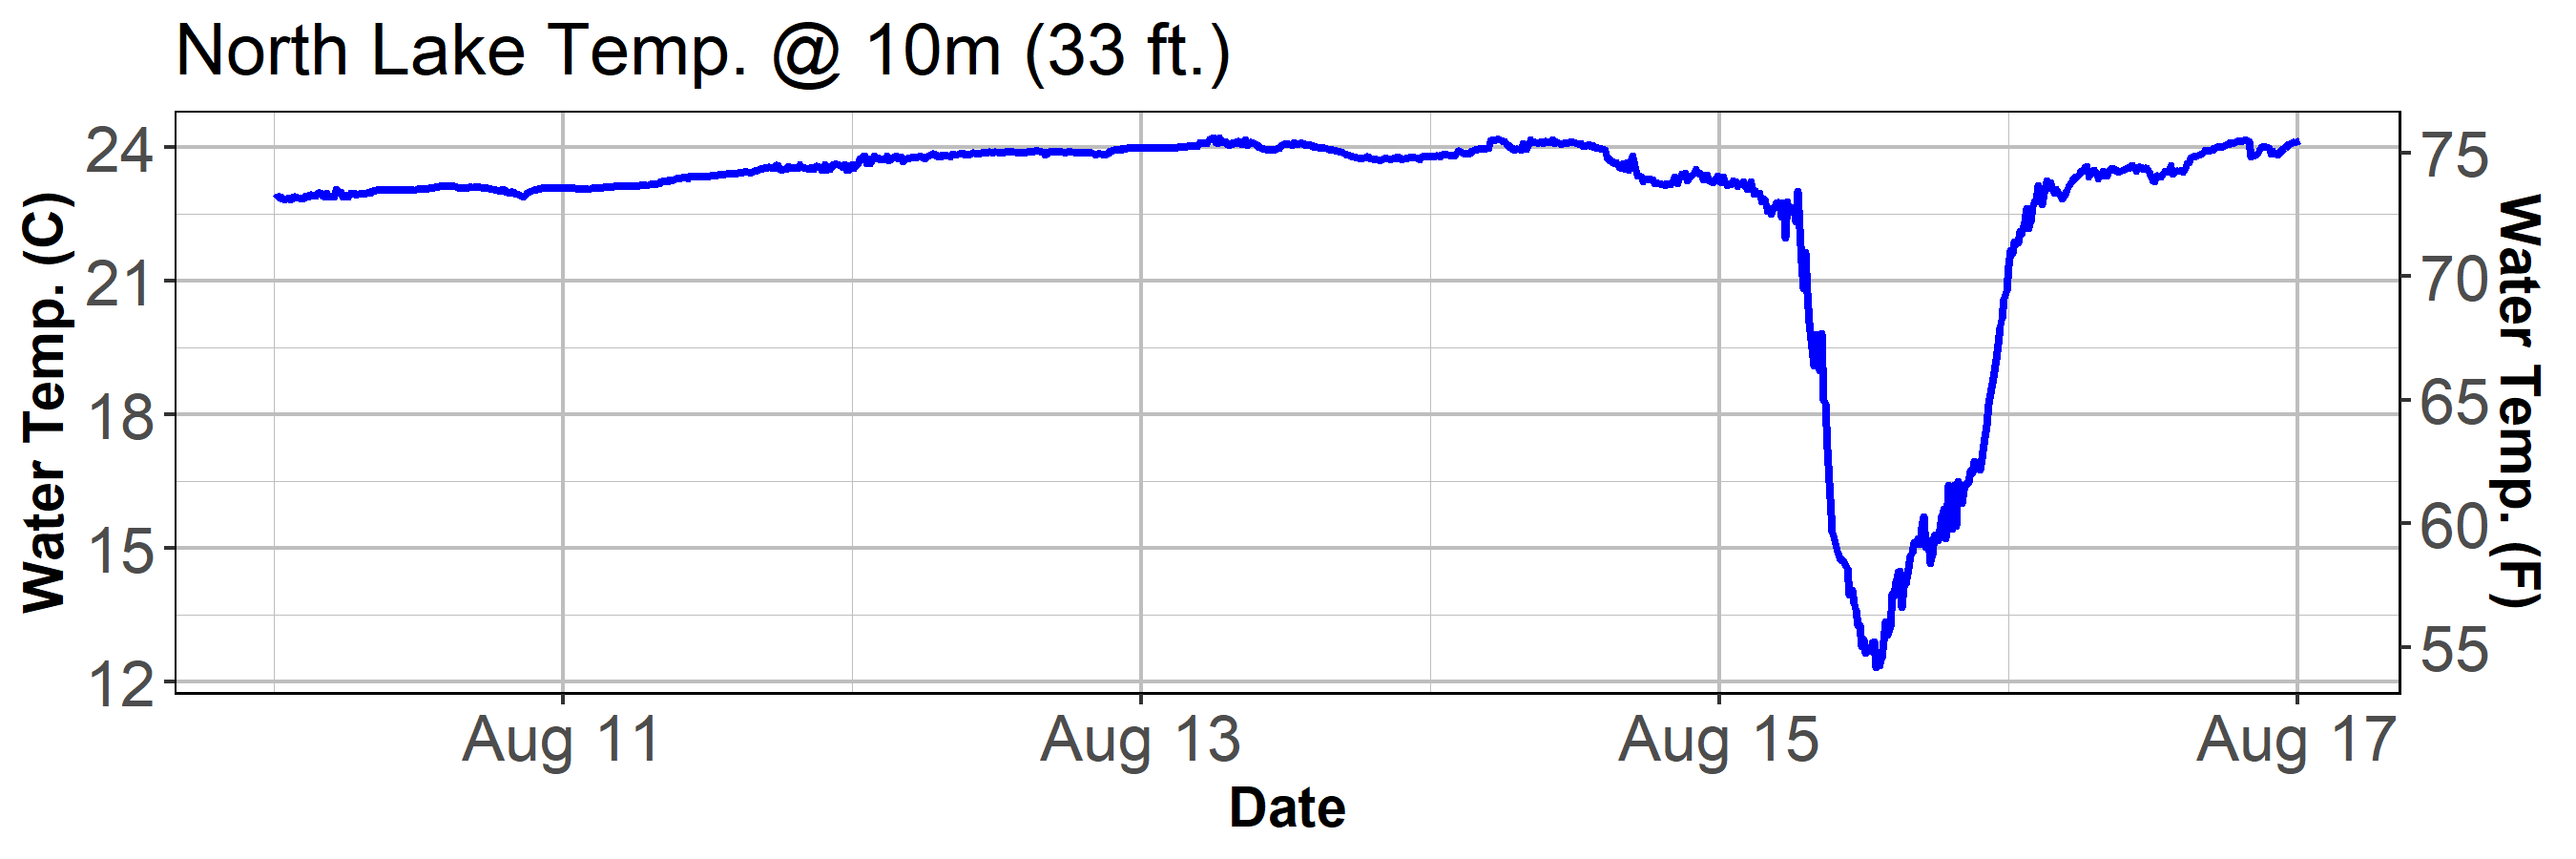 North Lake Temp. @ 10m (33 ft.)
Water Temp. (C)
24
21
18
15
12
75
70
65
60
55
Water Temp. (F)
Aug 11 Aug 13 Aug 15 Aug 17
Date